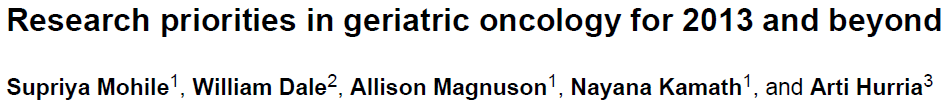 Research priorities in geriatric oncology for 2013 and beyond
Supriya Mohile1, William Dale2, Allison Magnuson1, Nayana Kamath1, and Arti Hurria3